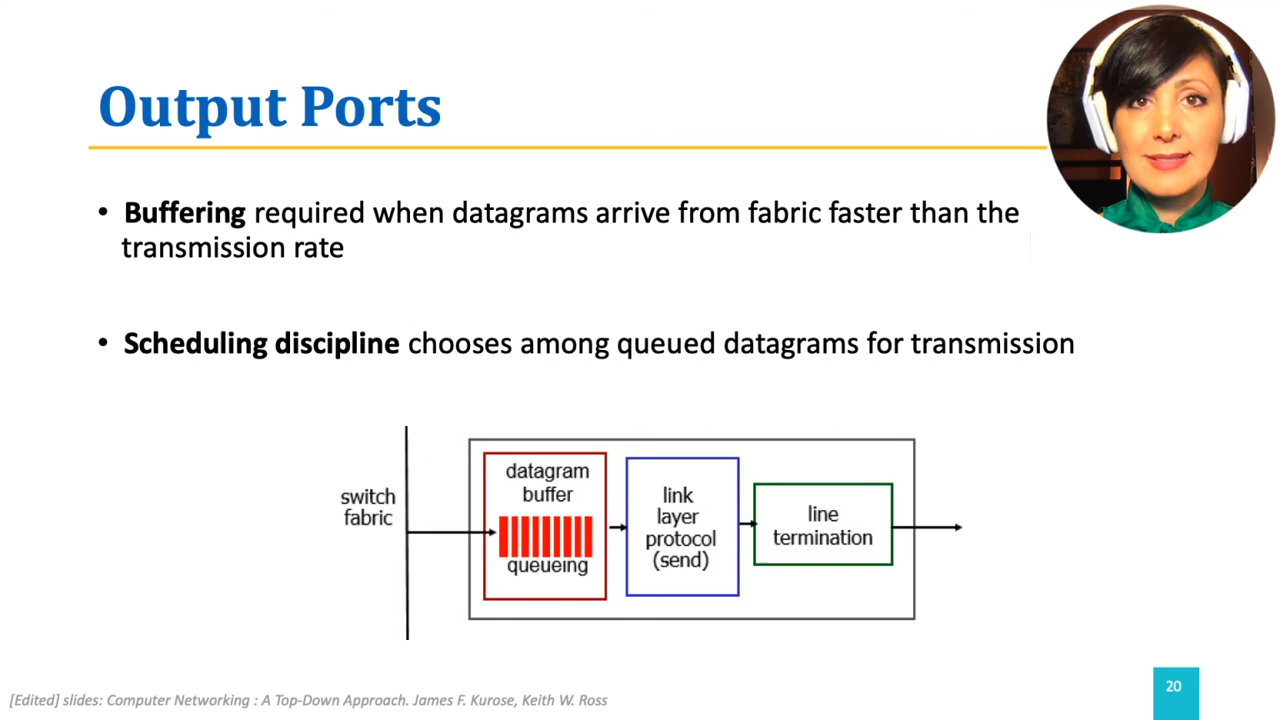 Output Ports
• Buffering required when datagrams arrive from fabric faster than the
transmission rate
• Scheduling discipline chooses among queued datagrams for transmission
switch
fabric
datagram
buffer
queueing
link
layer
protocol
(send)
line
termination
[Edited] slides: Computer Networking : A Top-Down Approach. James F. Kurose, Keith W. Ross
20